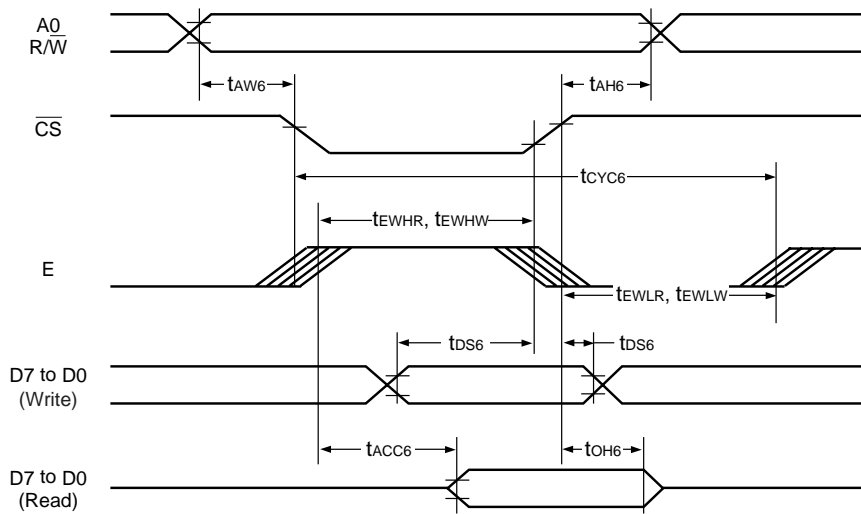 A0
R/W̅
tAW6
tAH6
C̅S̅
tCYC6
tEWHR, tEWHW
E
tEWLR, tEWLW
tDS6
tDS6
D7 to D0
(Write)
tACC6
tOH6
D7 to D0
(Read)